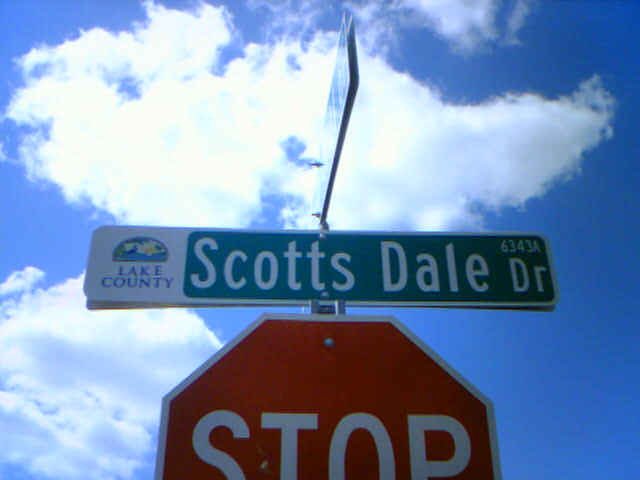 LAKE
COUNTY
Scotts Dale Dr
6343A
STOP